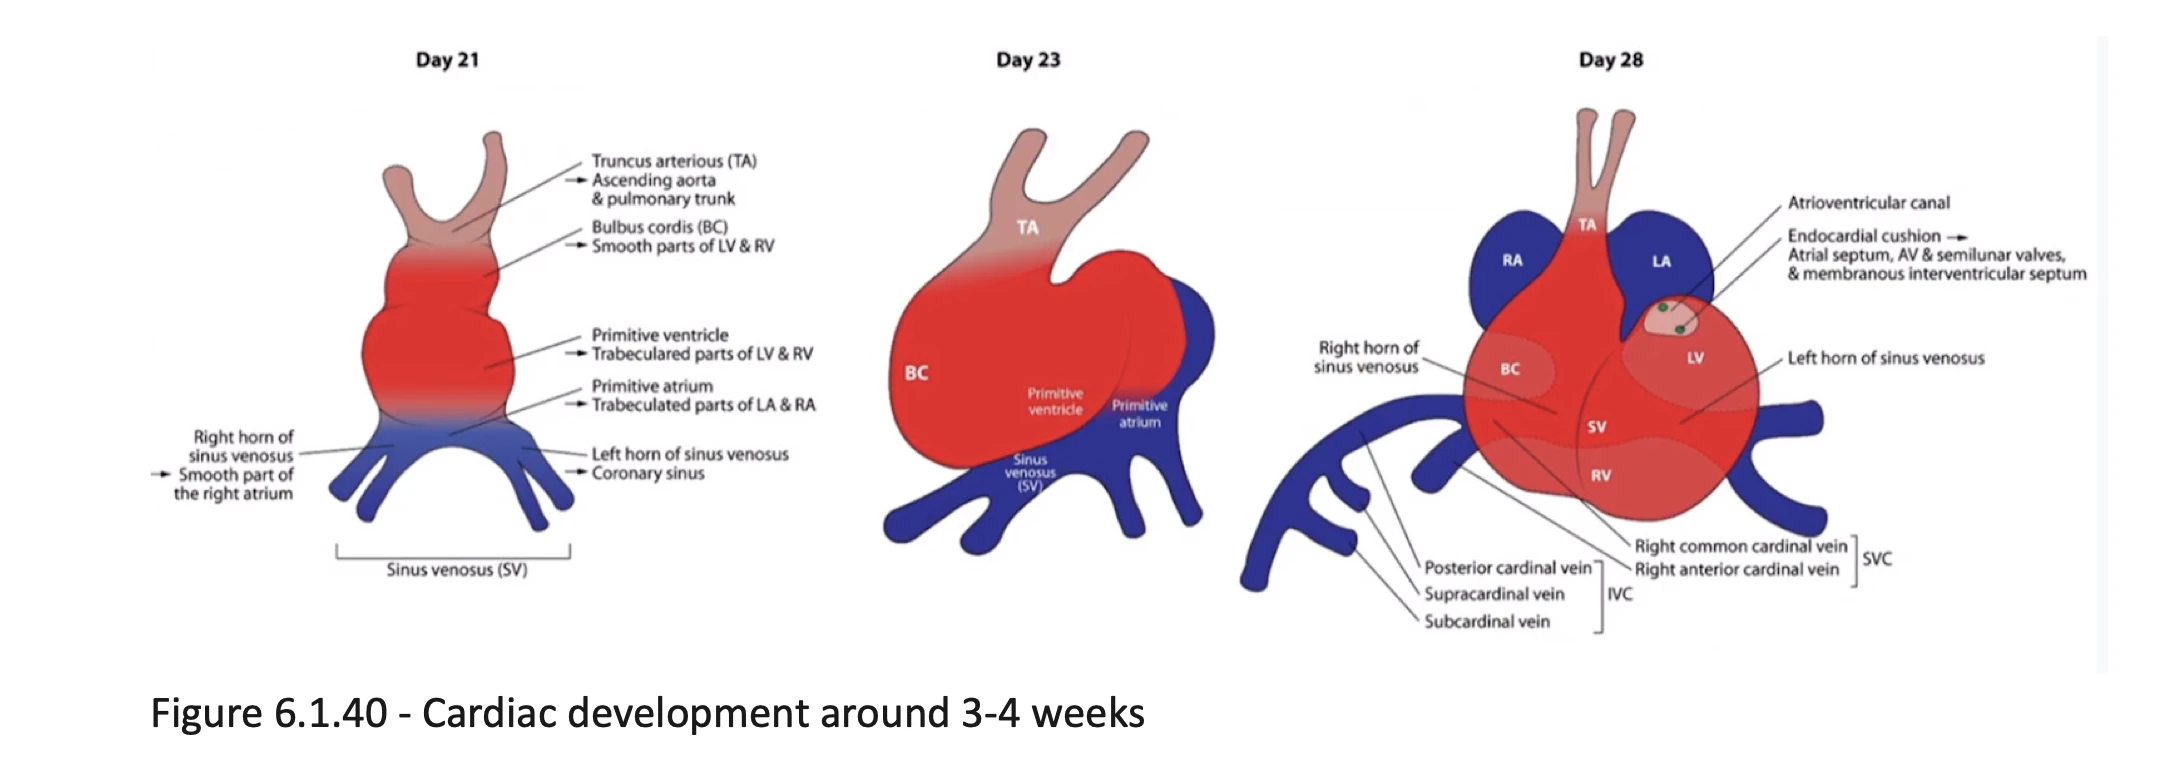 Day 21
Truncus arterious (TA)
→ Ascending aorta
& pulmonary trunk
Bulbus cordis (BC)
→ Smooth parts of LV & RV
Primitive ventricle
→ Trabeculared parts of LV & RV
Primitive atrium
→ Trabeculated parts of LA & RA
Right horn of
sinus venosus
→ Smooth part of
the right atrium
Left horn of sinus venosus
→ Coronary sinus
Sinus venosus (SV)
Day 23
TA
BC
Primitive
ventricle
Primitive
atrium
Sinus
venosus
(SV)
Day 28
TA
RA
LA
Atrioventricular canal
Endocardial cushion →
Atrial septum, AV & semilunar valves,
& membranous interventricular septum
Right horn of
sinus venosus
BC
LV
Left horn of sinus venosus
SV
RV
Right common cardinal vein
Right anterior cardinal vein
SVC
Posterior cardinal vein
Supracardinal vein
Subcardinal vein
IVC
Figure 6.1.40 - Cardiac development around 3-4 weeks